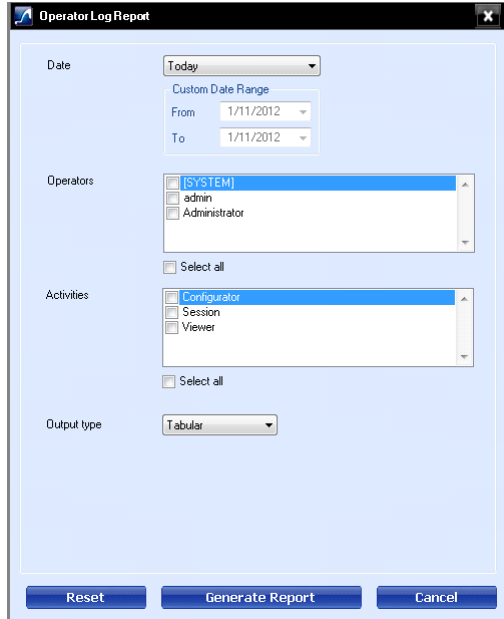 Operator Log Report
Date
Today
Custom Date Range
From 1/11/2012
To 1/11/2012
Operators
[SYSTEM]
admin
Administrator
Select all
Activities
Configurator
Session
Viewer
Select all
Output type
Tabular
Reset Generate Report Cancel